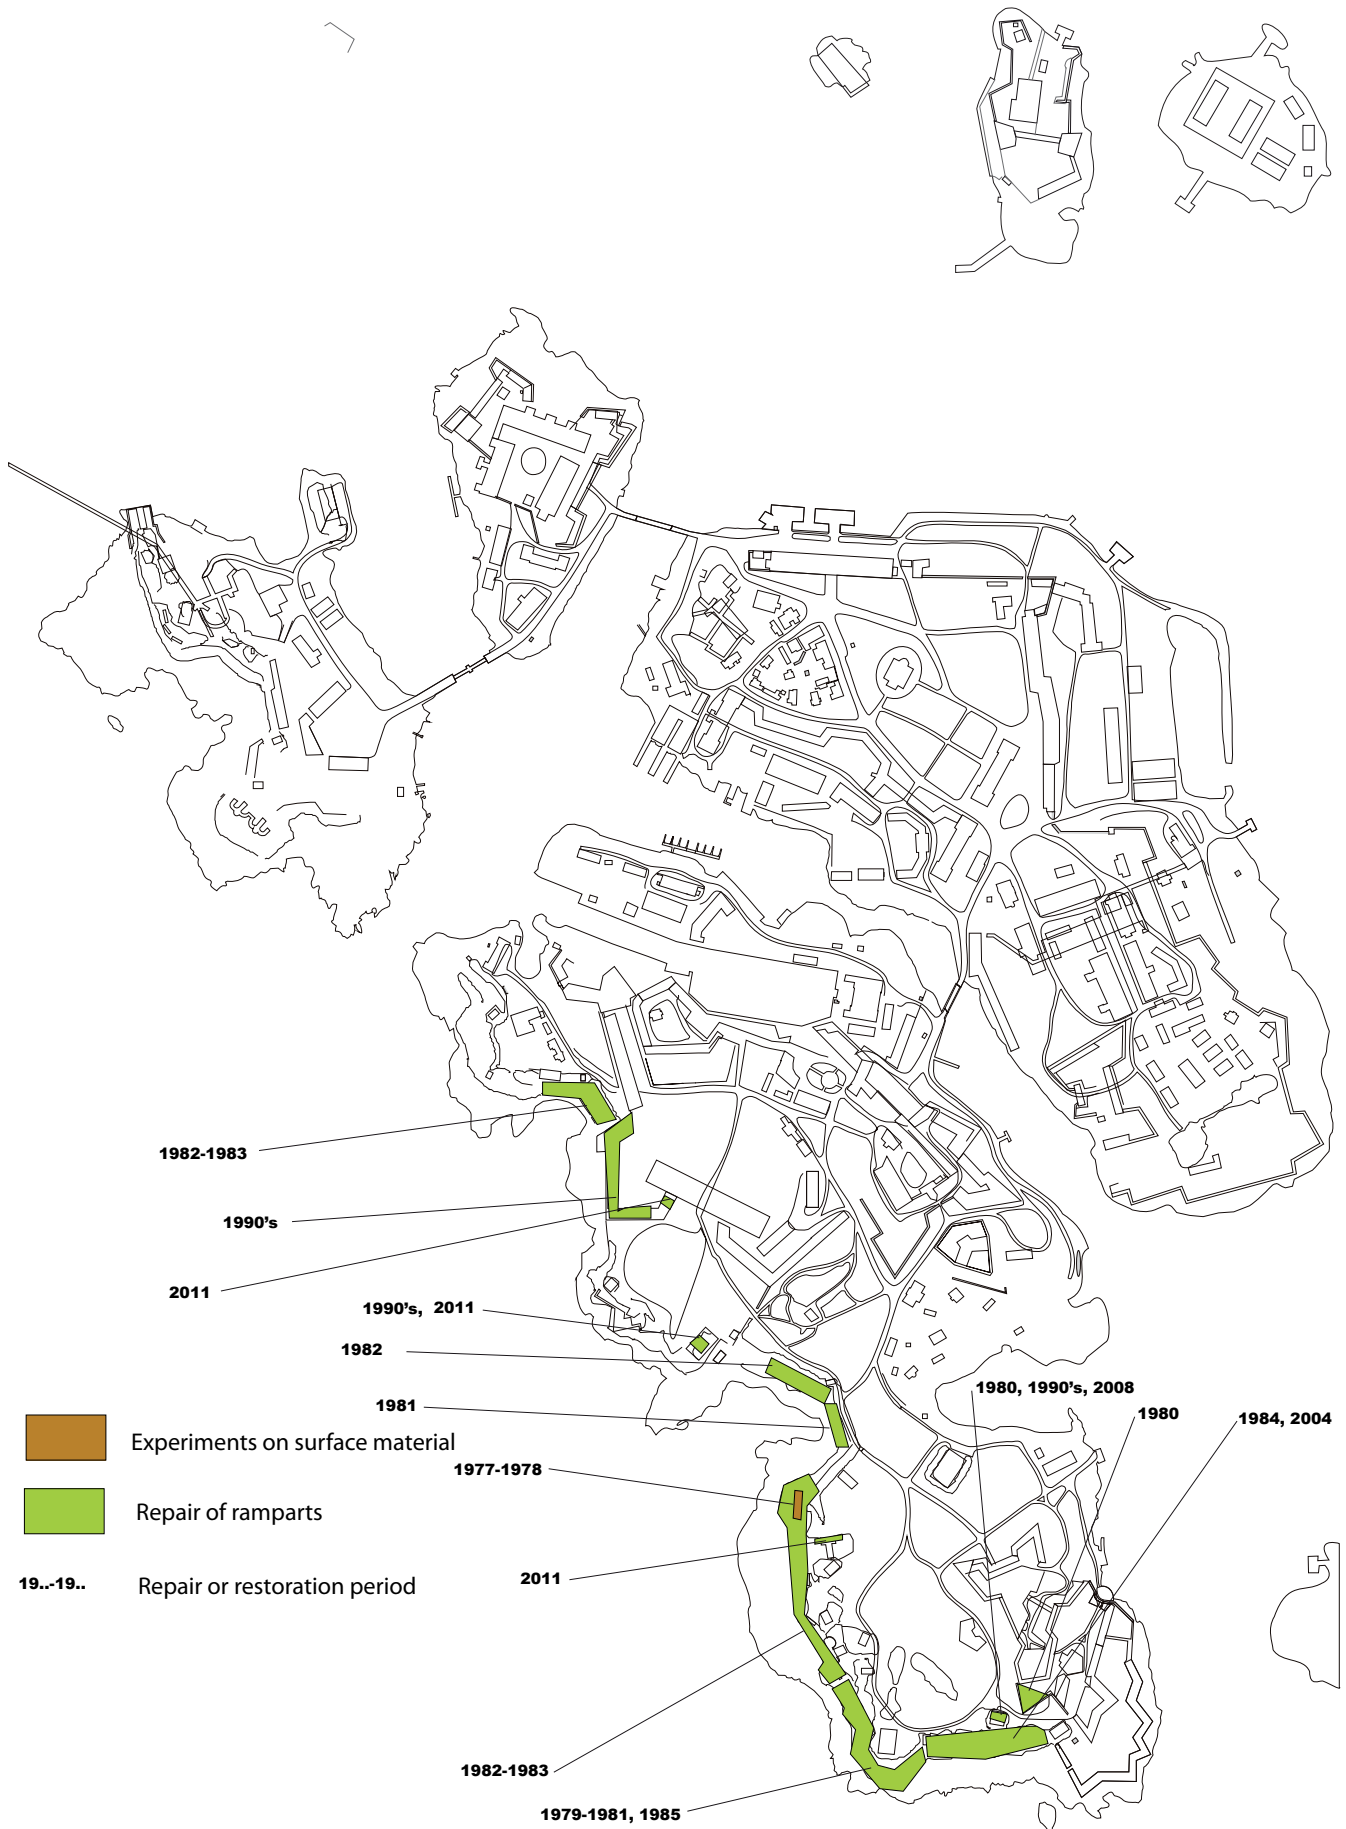 1982-1983
1990’s
2011
1990’s, 2011
1982
1980, 1990’s, 2008
1981
1980
1984, 2004
Experiments on surface material
1977-1978
Repair of ramparts
2011
19..-19.. Repair or restoration period
1982-1983
1979-1981, 1985